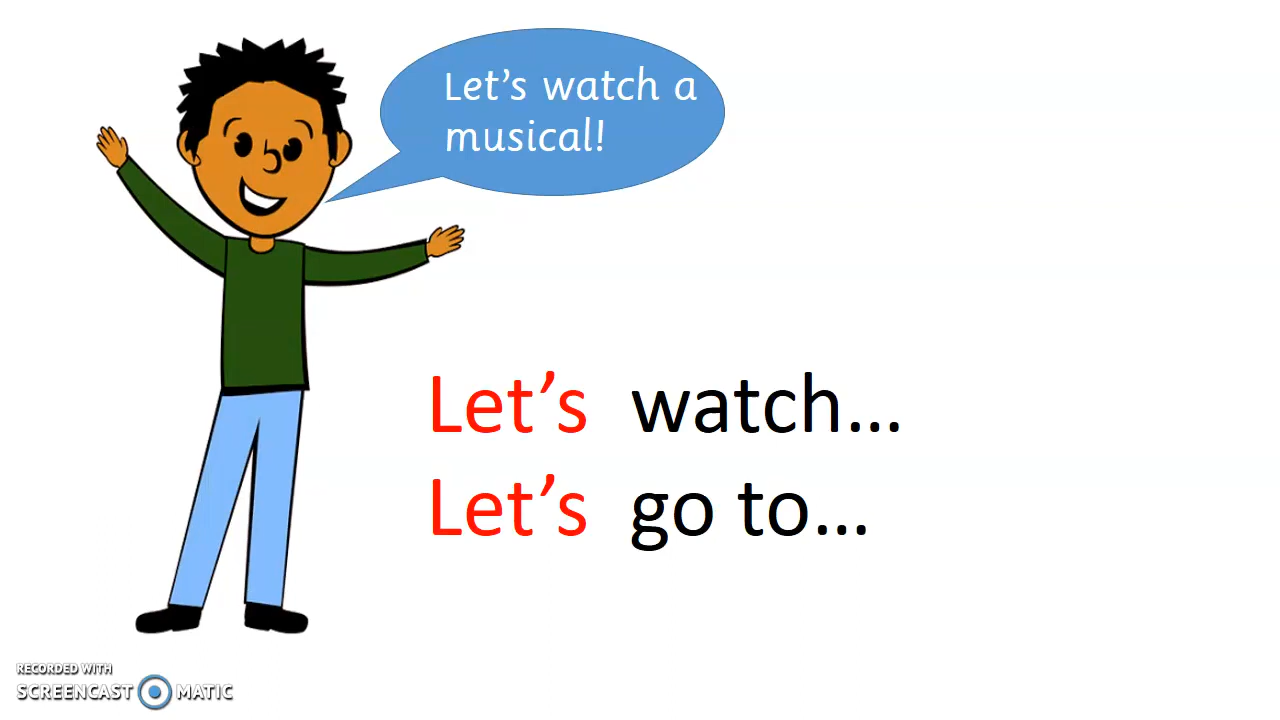 Let’s watch a
musical!
Let’s watch...
Let’s go to...
RECORDED WITH
SCREENCAST MATIC